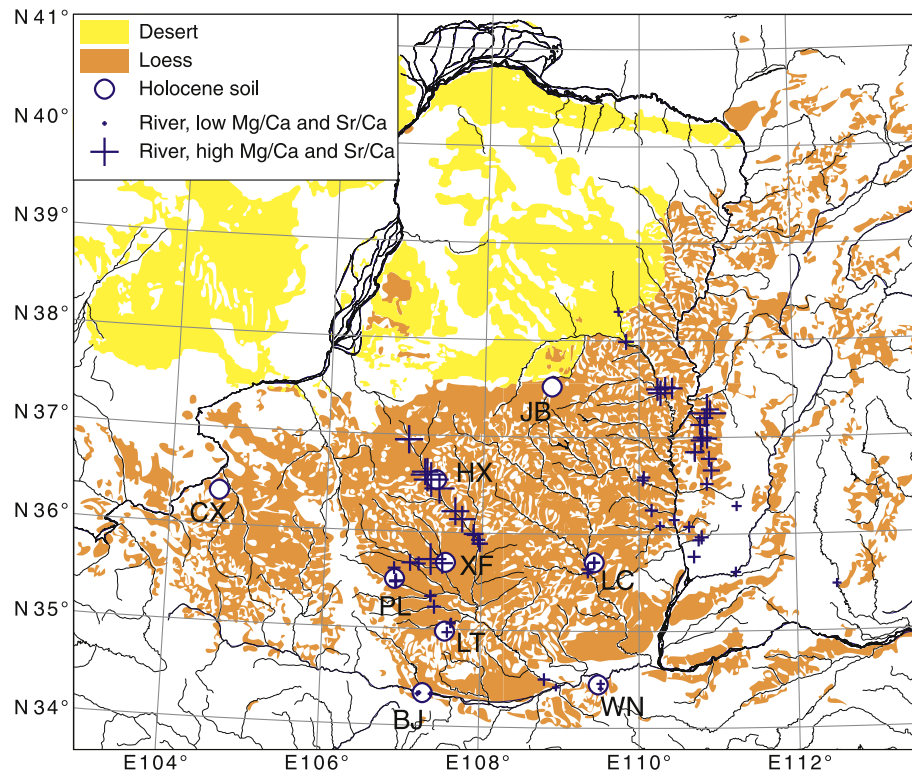 N 41°
Desert
Loess
Holocene soil
River, low Mg/Ca and Sr/Ca
River, high Mg/Ca and Sr/Ca
N 40°
N 39°
N 38°
N 37°
JB
HX
CX
N 36°
XF
LC
PL
N 35°
LT
WN
BJ
N 34°
E104° E106° E108° E110° E112°